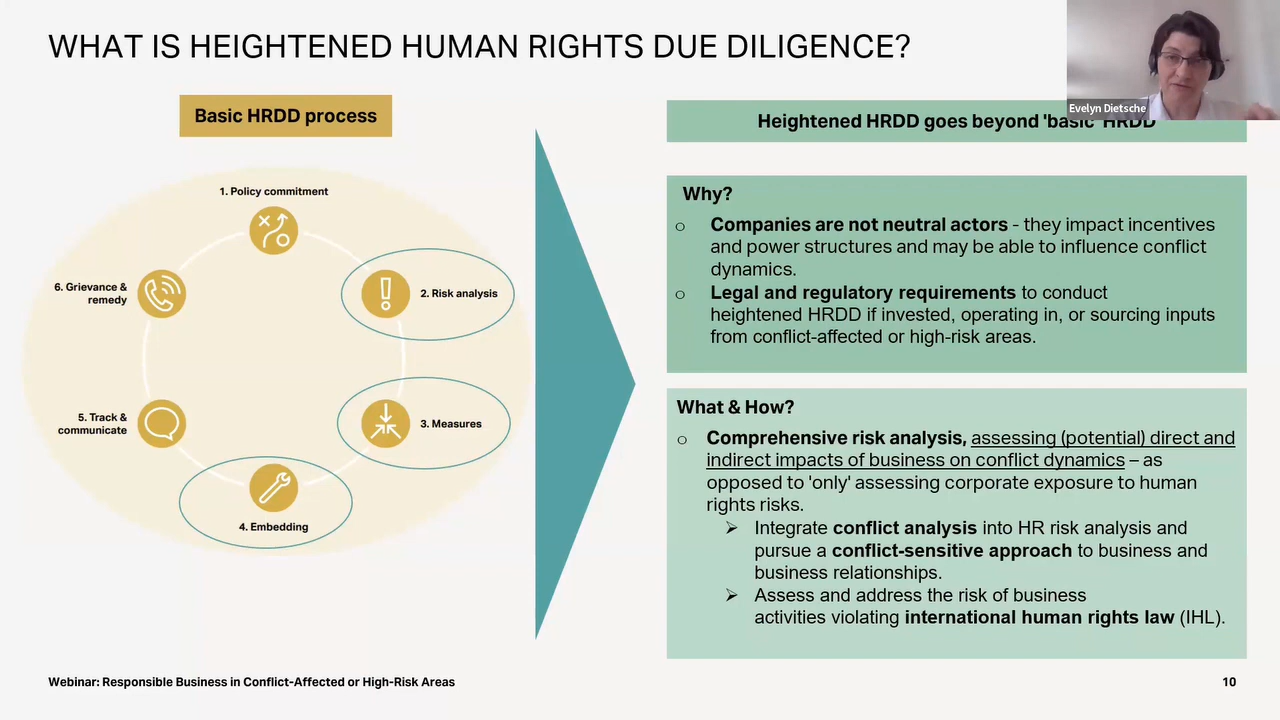 WHAT IS HEIGHTENED HUMAN RIGHTS DUE DILIGENCE?
Evelyn Dietsche
Basic HRDD process
1. Policy commitment
2. Risk analysis
3. Measures
4. Embedding
5. Track &
communicate
6. Grievance &
remedy
Heightened HRDD goes beyond 'basic' HRDD
Why?
o Companies are not neutral actors - they impact incentives
and power structures and may be able to influence conflict
dynamics.
o Legal and regulatory requirements to conduct
heightened HRDD if invested, operating in, or sourcing inputs
from conflict-affected or high-risk areas.
What & How?
o Comprehensive risk analysis, assessing (potential) direct and
indirect impacts of business on conflict dynamics – as
opposed to 'only' assessing corporate exposure to human
rights risks.
➢ Integrate conflict analysis into HR risk analysis and
pursue a conflict-sensitive approach to business and
business relationships.
➢ Assess and address the risk of business
activities violating international human rights law (IHL).
Webinar: Responsible Business in Conflict-Affected or High-Risk Areas
10